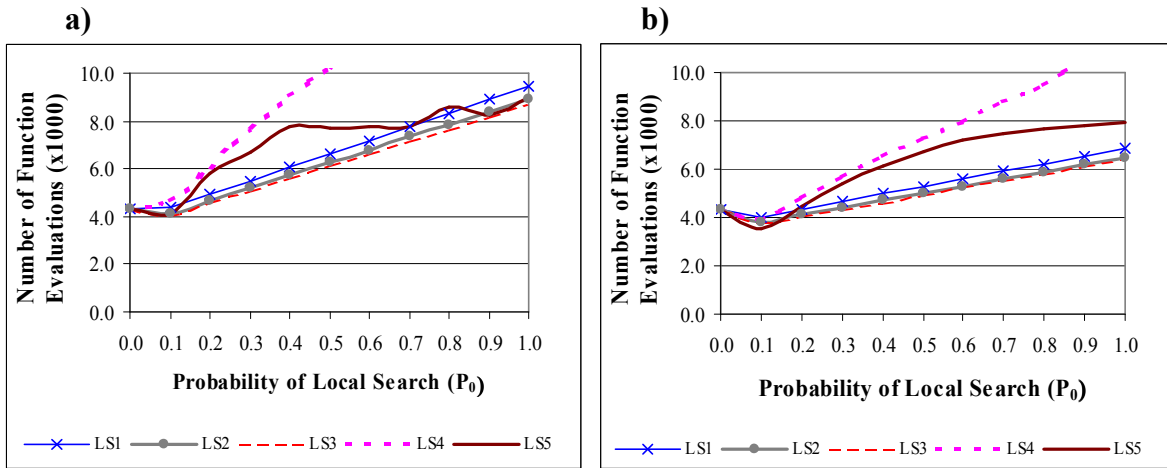 a)
Number of Function
Evaluations (x1000)
10.0
8.0
6.0
4.0
2.0
0.0
0.0 0.1 0.2 0.3 0.4 0.5 0.6 0.7 0.8 0.9 1.0
Probability of Local Search (P0)
LS1 LS2 LS3 LS4 LS5
b)
Number of Function
Evaluations (x1000)
10.0
8.0
6.0
4.0
2.0
0.0
0.0 0.1 0.2 0.3 0.4 0.5 0.6 0.7 0.8 0.9 1.0
Probability of Local Search (P0)
LS1 LS2 LS3 LS4 LS5